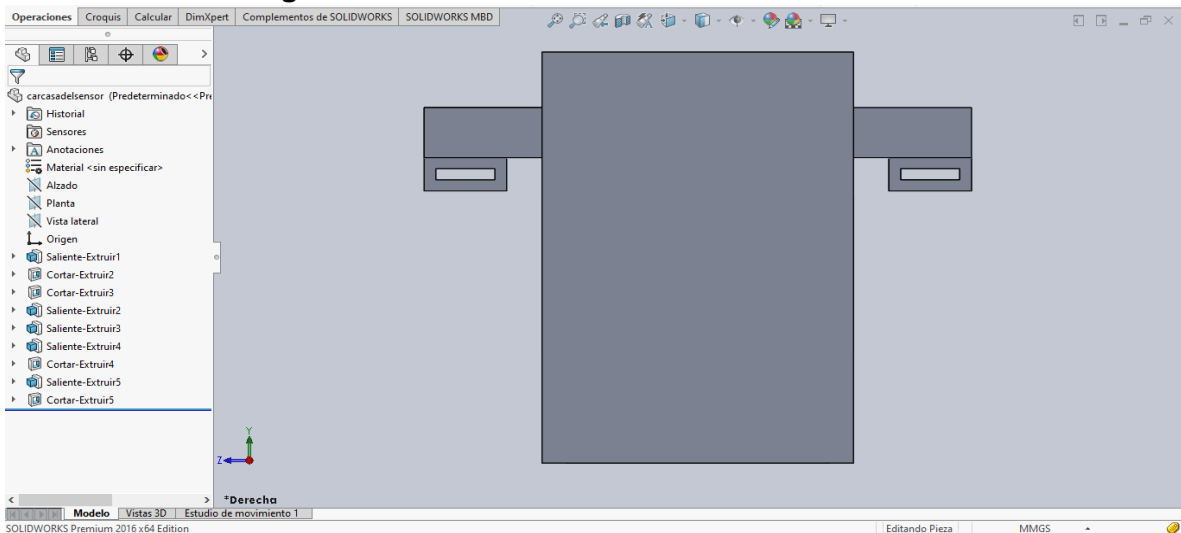 Operaciones Croquis Calcular DimXpert Complementos de SOLIDWORKS SOLIDWORKS MBD
carcasadelsensor (Predeterminado<<Pre
Historial
Sensores
Anotaciones
Material <sin especificar>
Alzado
Planta
Vista lateral
Origen
Saliente-Extruir1
Cortar-Extruir2
Cortar-Extruir3
Saliente-Extruir2
Saliente-Extruir3
Saliente-Extruir4
Cortar-Extruir4
Saliente-Extruir5
Cortar-Extruir5
Y
Z
*Derecha
Modelo Vistas 3D Estudio de movimiento 1
SOLIDWORKS Premium 2016 x64 Edition Editando Pieza MMGS